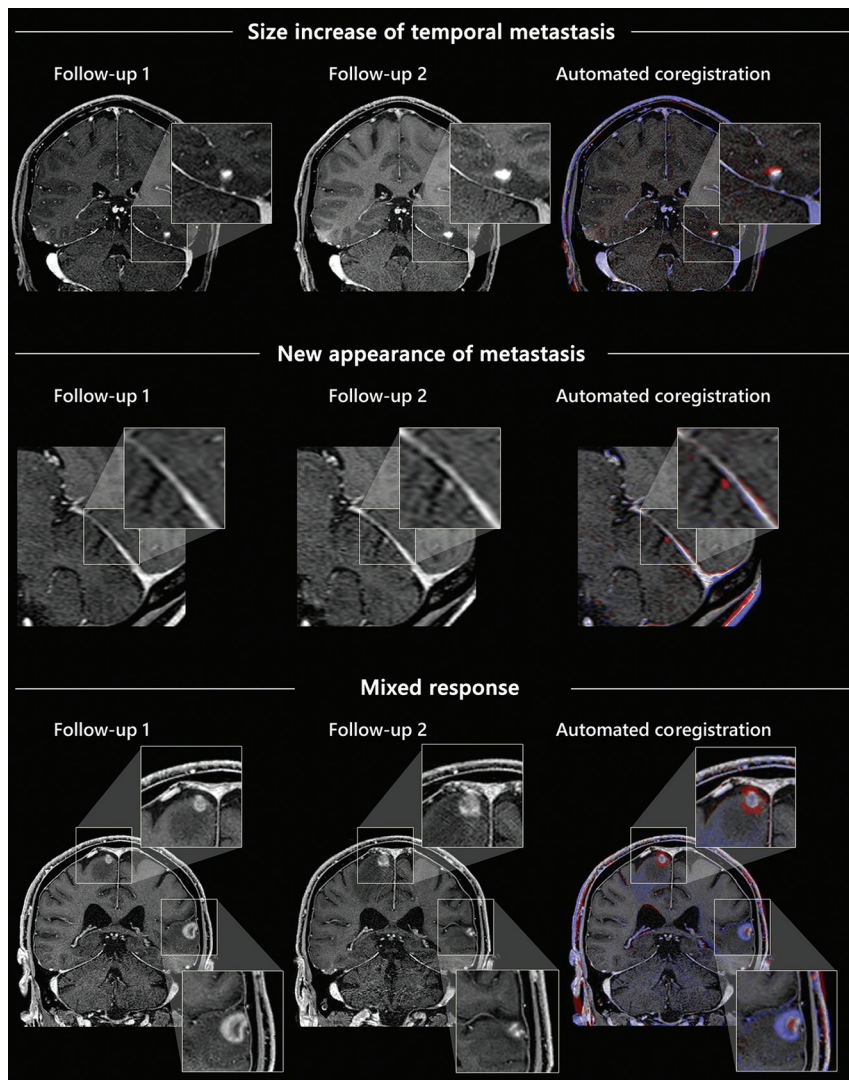 Size increase of temporal metastasis
Follow-up 1
Follow-up 2
Automated coregistration
New appearance of metastasis
Follow-up 1
Follow-up 2
Automated coregistration
Mixed response
Follow-up 1
Follow-up 2
Automated coregistration